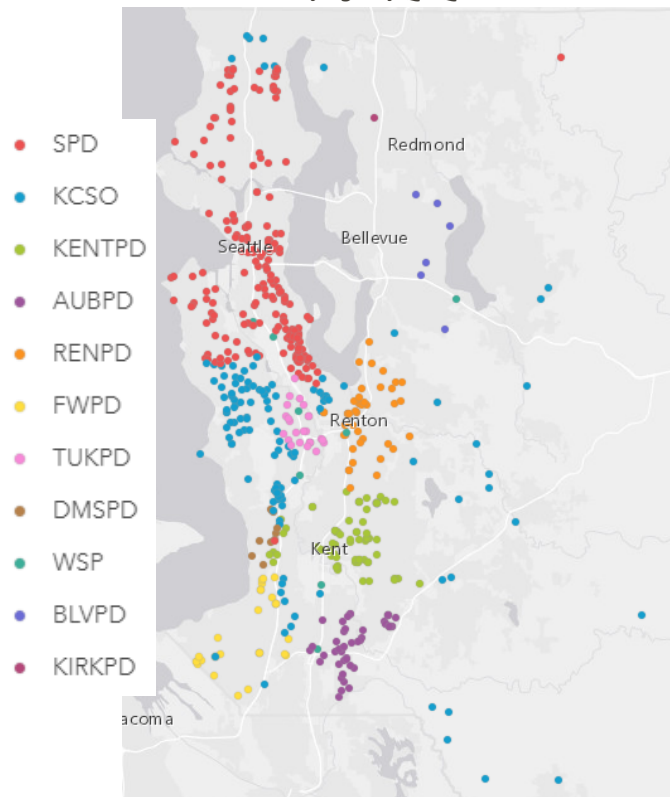 SPD
KCSO
KENTPD
AUBPD
RENPD
FWPD
TUKPD
DMSPD
WSP
BLVPD
KIRKPD
Redmond
Bellevue
Seattle
Renton
Kent
acoma